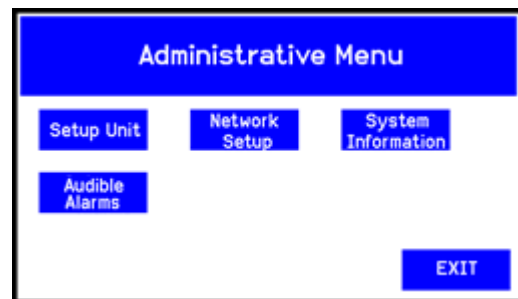 Administrative Menu
Setup Unit
Network
Setup
System
Information
Audible
Alarms
EXIT